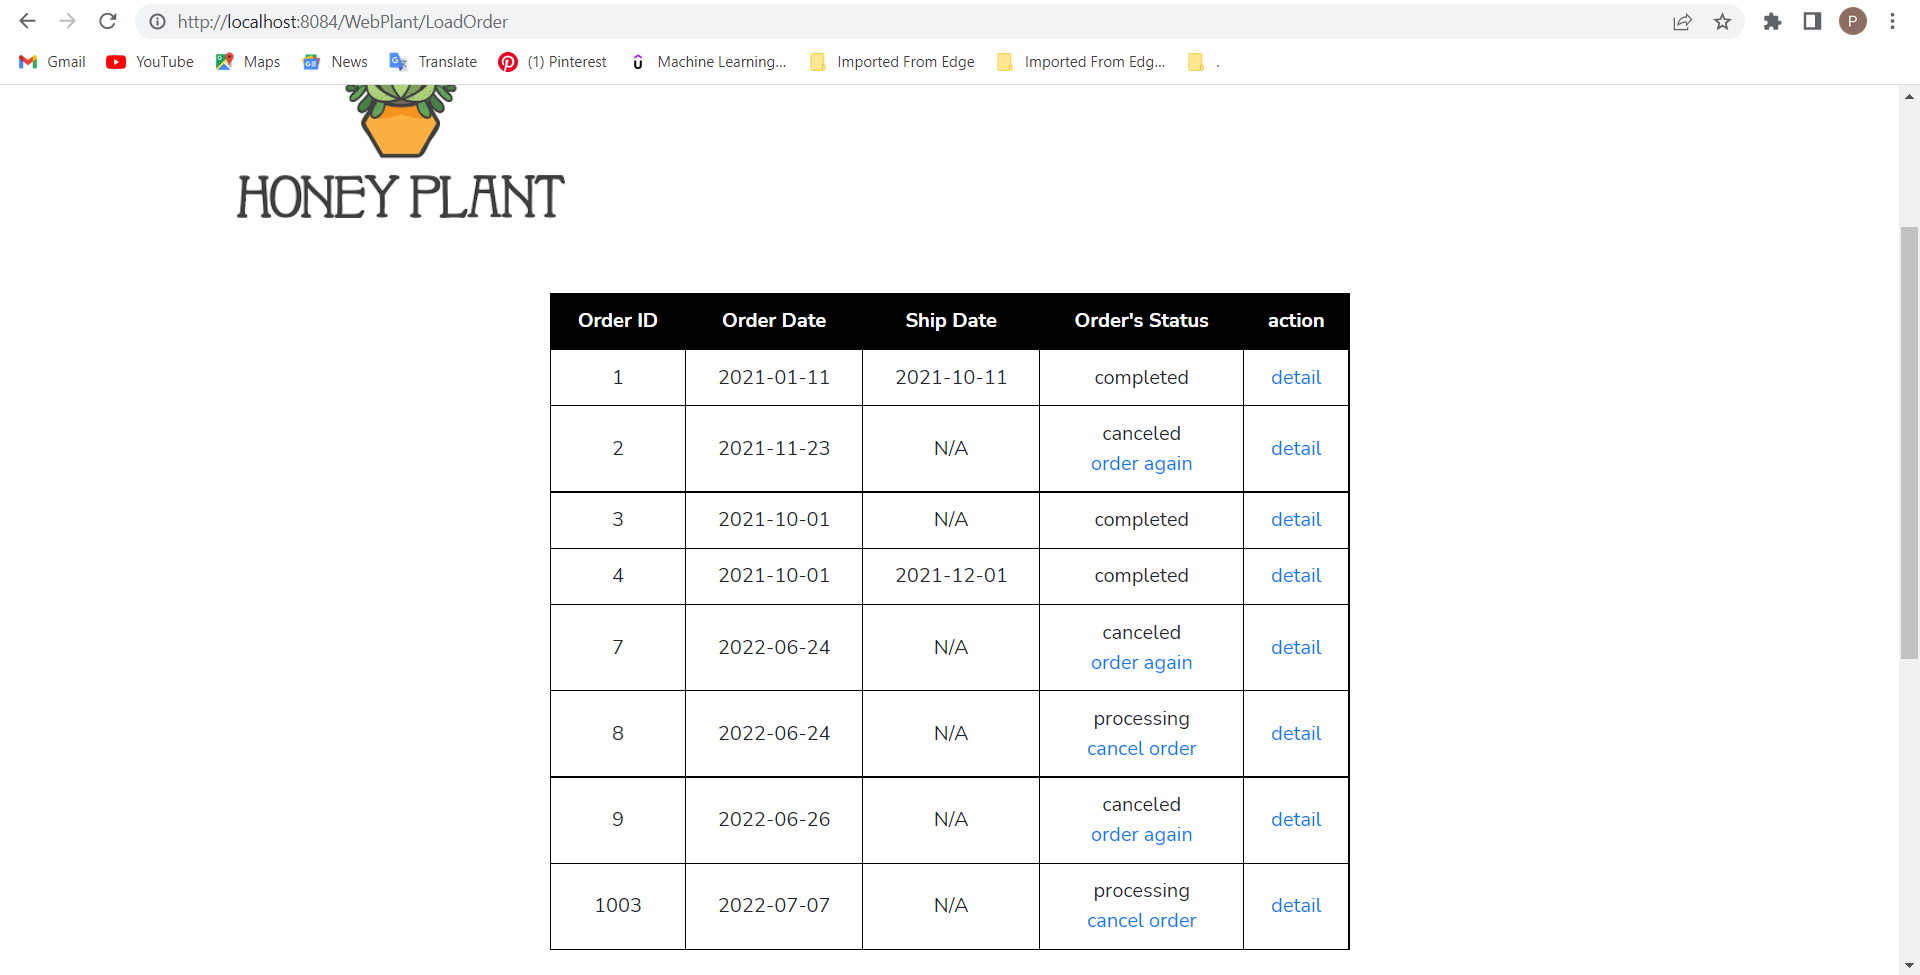 http://localhost:8084/WebPlant/LoadOrder
P
Gmail YouTube Maps News Translate (1) Pinterest Machine Learning... Imported From Edge Imported From Edg... .
HONEY PLANT
Order ID Order Date Ship Date Order's Status action
1 2021-01-11 2021-10-11 completed detail
2 2021-11-23 N/A canceled detail
order again
3 2021-10-01 N/A completed detail
4 2021-10-01 2021-12-01 completed detail
7 2022-06-24 N/A canceled detail
order again
8 2022-06-24 N/A processing detail
cancel order
9 2022-06-26 N/A canceled detail
order again
1003 2022-07-07 N/A processing detail
cancel order